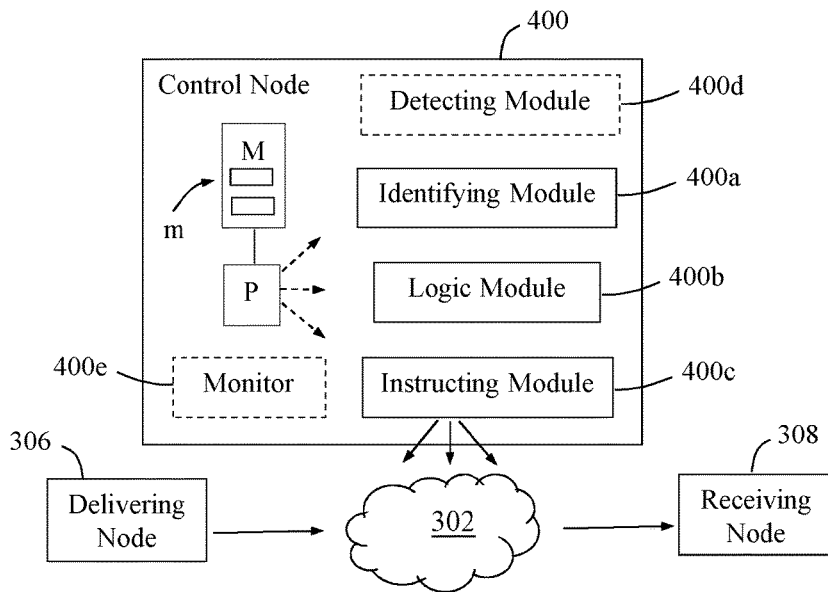 400
Control Node
Detecting Module
400d
M
Identifying Module
400a
m
P
Logic Module
400b
400e
Monitor
Instructing Module
400c
306
308
Delivering
Node
302
Receiving
Node